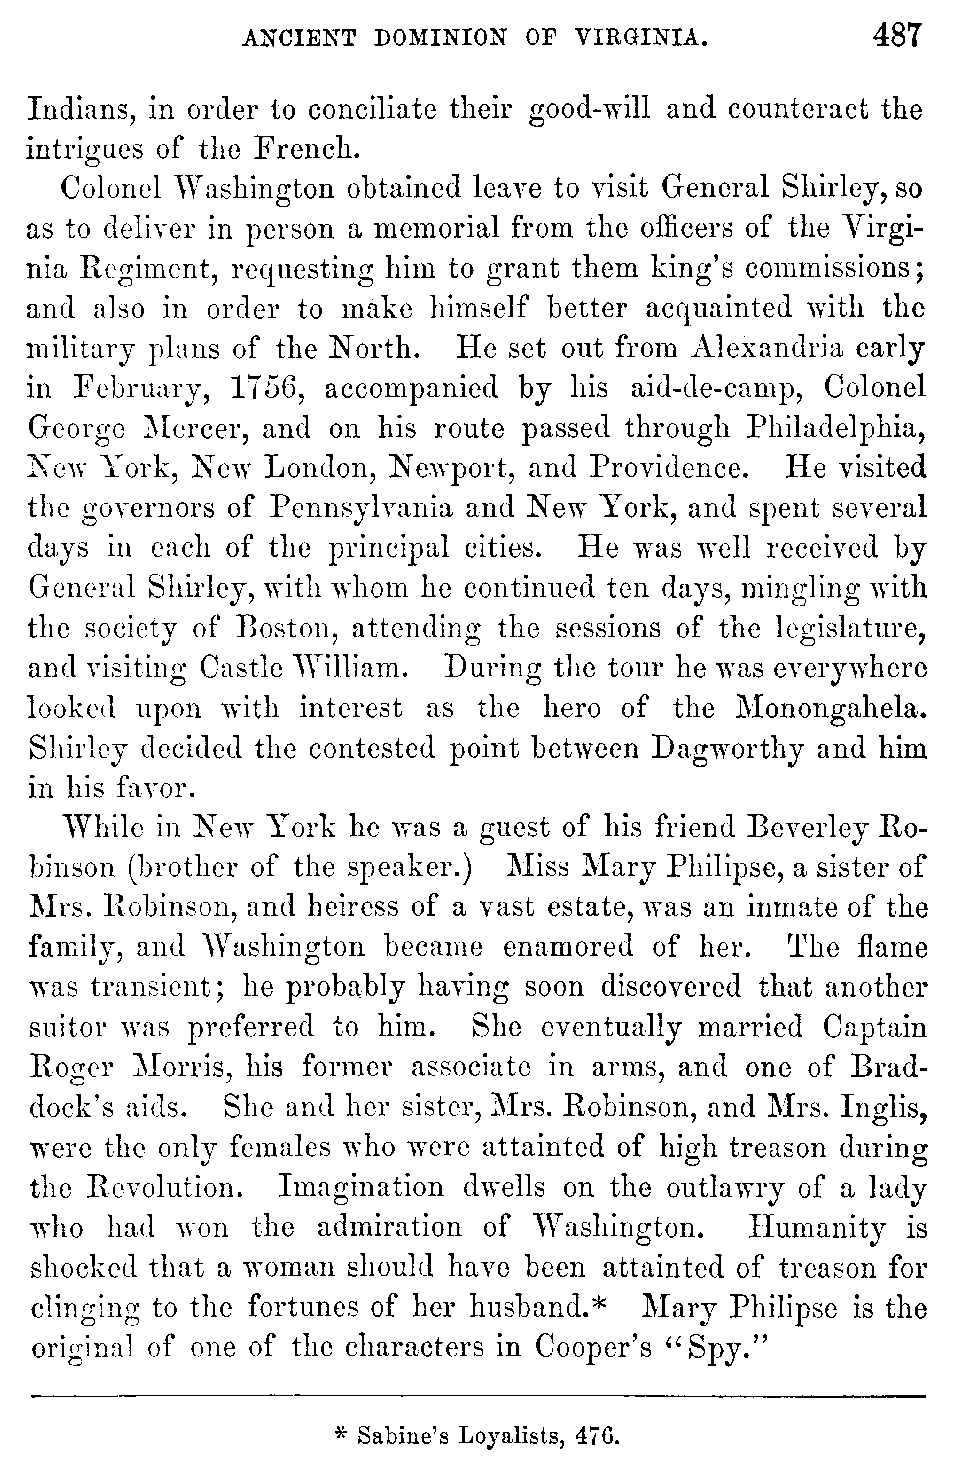 ANCIENT DOMINION OF VIRGINIA. 487
Indians, in order to conciliate their good-will and counteract the
intrigues of the French.
Colonel Washington obtained leave to visit General Shirley, so
as to deliver in person a memorial from the officers of the Virgi-
nia Regiment, requesting him to grant them king's commissions;
and also in order to make himself better acquainted with the
military plans of the North. He set out from Alexandria early
in February, 1756, accompanied by his aid-de-camp, Colonel
George Mercer, and on his route passed through Philadelphia,
New York, New London, Newport, and Providence. He visited
the governors of Pennsylvania and New York, and spent several
days in each of the principal cities. He was well received by
General Shirley, with whom he continued ten days, mingling with
the society of Boston, attending the sessions of the legislature,
and visiting Castle William. During the tour he was everywhere
looked upon with interest as the hero of the Monongahela.
Shirley decided the contested point between Dagworthy and him
in his favor.
While in New York he was a guest of his friend Beverley Ro-
binson (brother of the speaker.) Miss Mary Philipse, a sister of
Mrs. Robinson, and heiress of a vast estate, was an inmate of the
family, and Washington became enamored of her. The flame
was transient; he probably having soon discovered that another
suitor was preferred to him. She eventually married Captain
Roger Morris, his former associate in arms, and one of Brad-
dock's aids. She and her sister, Mrs. Robinson, and Mrs. Inglis,
were the only females who were attainted of high treason during
the Revolution. Imagination dwells on the outlawry of a lady
who had won the admiration of Washington. Humanity is
shocked that a woman should have been attainted of treason for
clinging to the fortunes of her husband.* Mary Philipse is the
original of one of the characters in Cooper's "Spy."
* Sabine's Loyalists, 476.